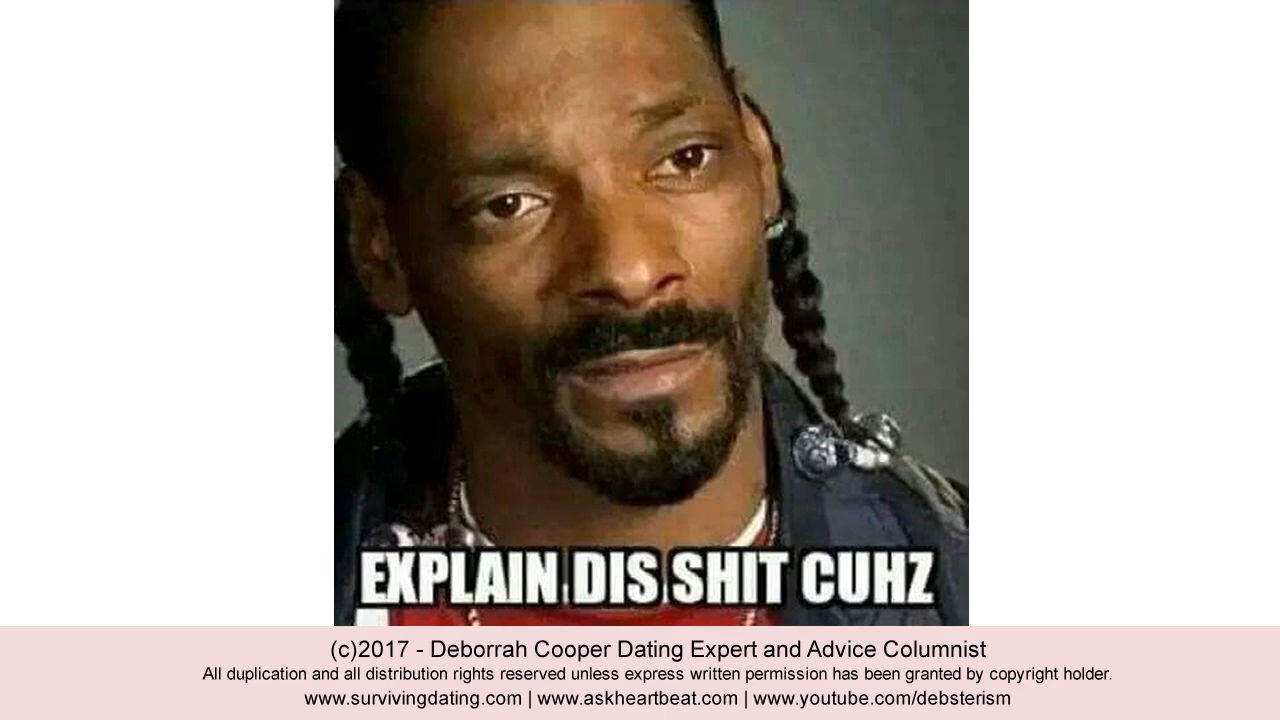 EXPLAIN DIS SHIT CUHZ
(c)2017 - Deborrah Cooper Dating Expert and Advice Columnist
All duplication and all distribution rights reserved unless express written permission has been granted by copyright holder.
www.survivingdating.com | www.askheartbeat.com | www.youtube.com/debsterism